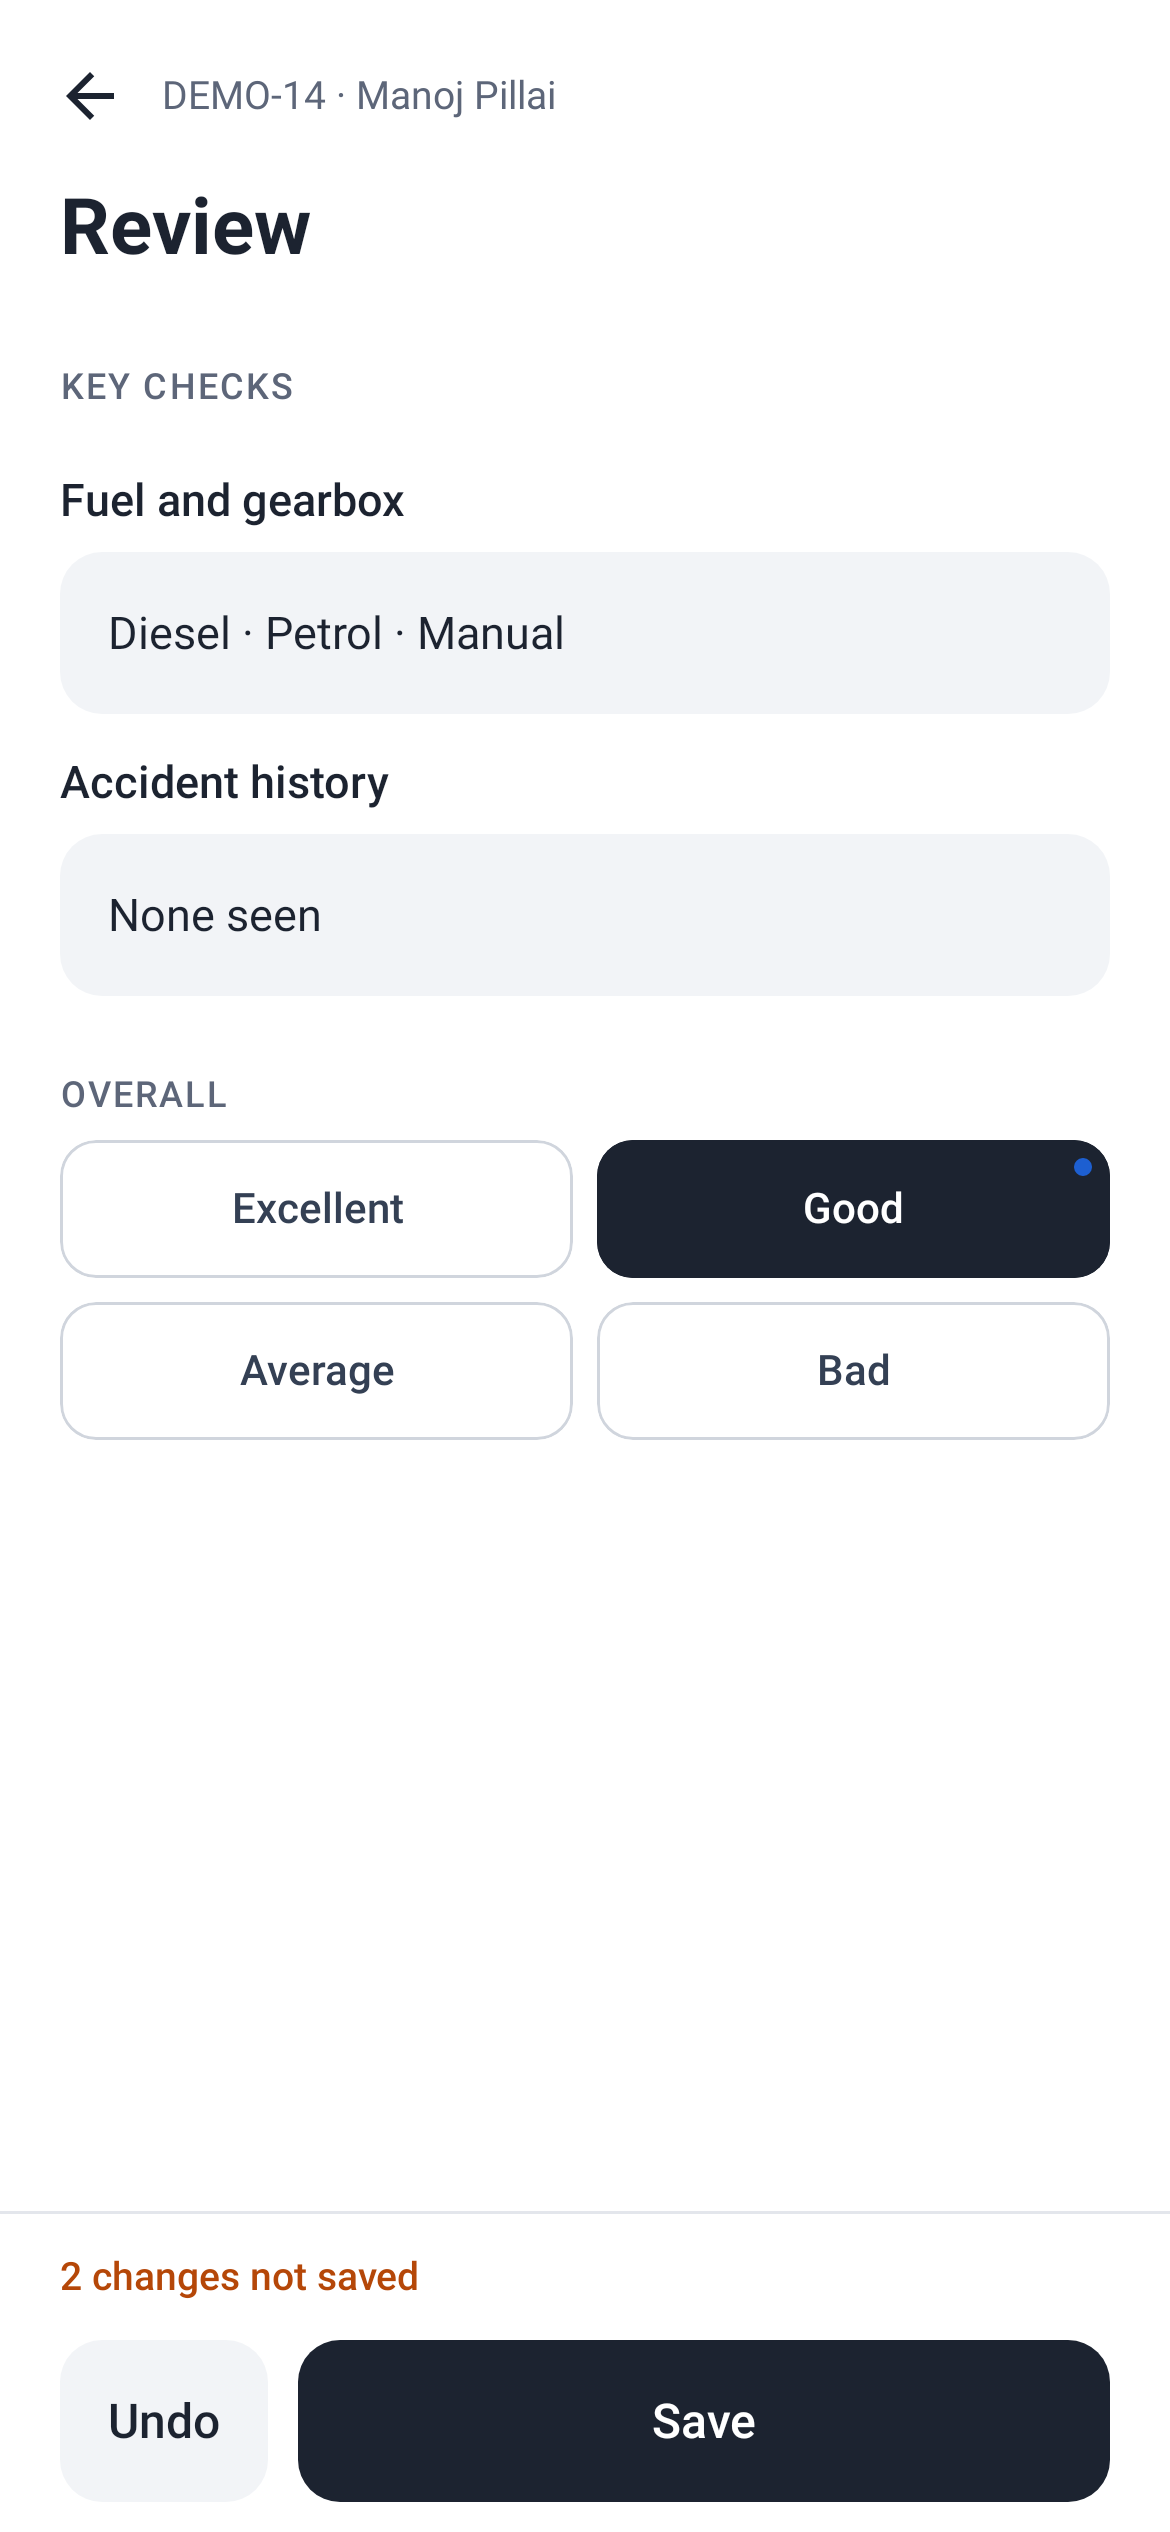 DEMO-14 · Manoj Pillai
Review
KEY CHECKS
Fuel and gearbox
Diesel · Petrol · Manual
Accident history
None seen
OVERALL
Excellent
Good
Average
Bad
2 changes not saved
Undo
Save